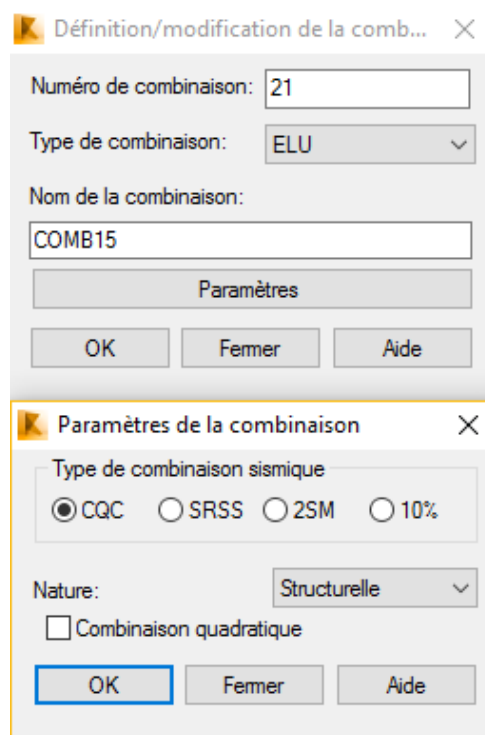 Définition/modification de la comb...
Numéro de combinaison: 21
Type de combinaison: ELU
Nom de la combinaison:
COMB15
Paramètres
OK Fermer Aide
Paramètres de la combinaison
Type de combinaison sismique
CQC SRSS 2SM 10%
Nature: Structurelle
Combinaison quadratique
OK Fermer Aide